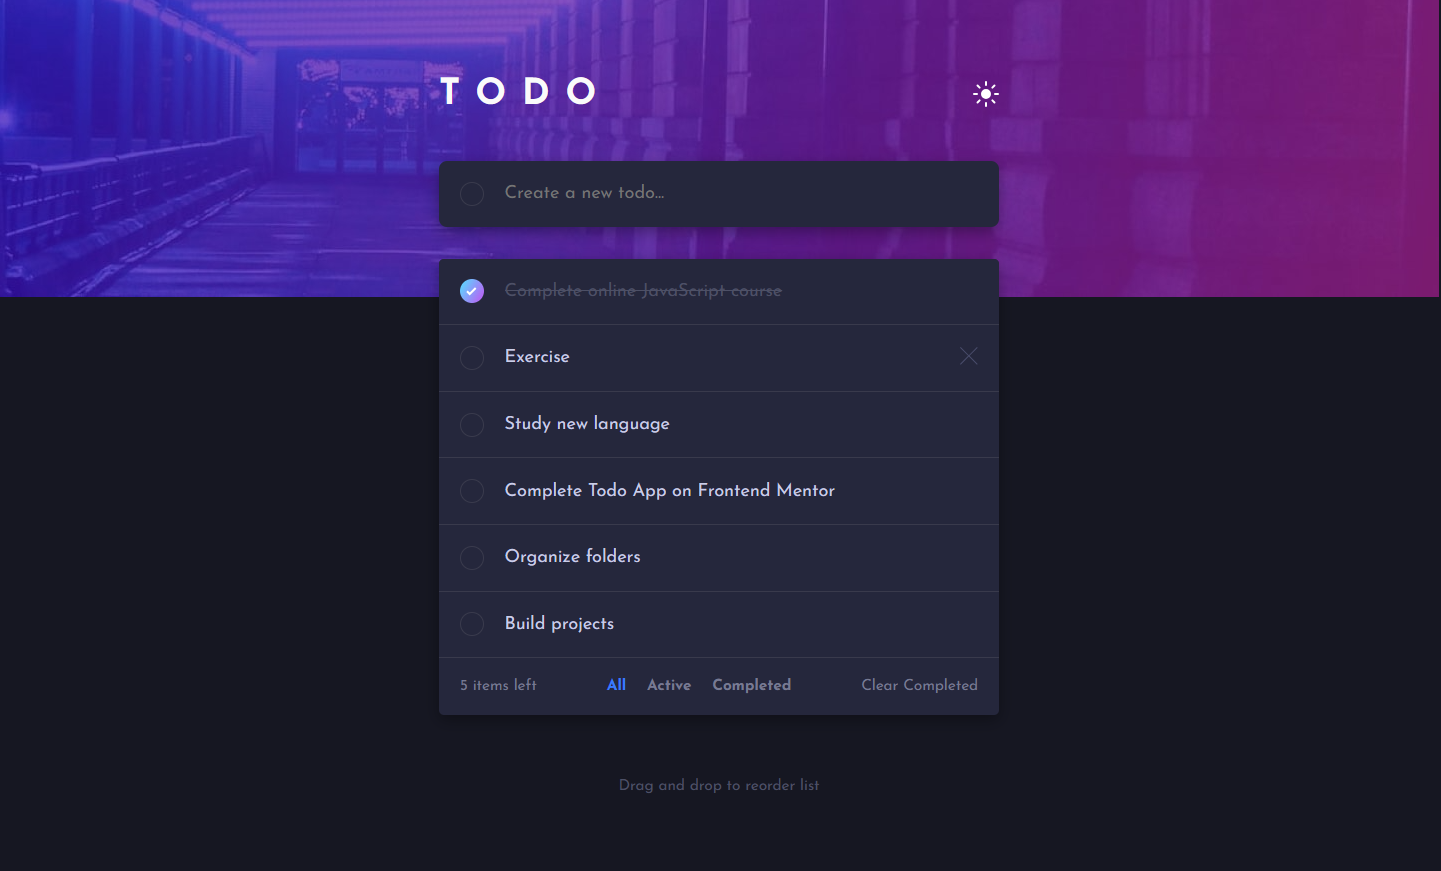 TODO
Create a new todo...
Complete online JavaScript course
Exercise
Study new language
Complete Todo App on Frontend Mentor
Organize folders
Build projects
5 items left All Active Completed Clear Completed
Drag and drop to reorder list